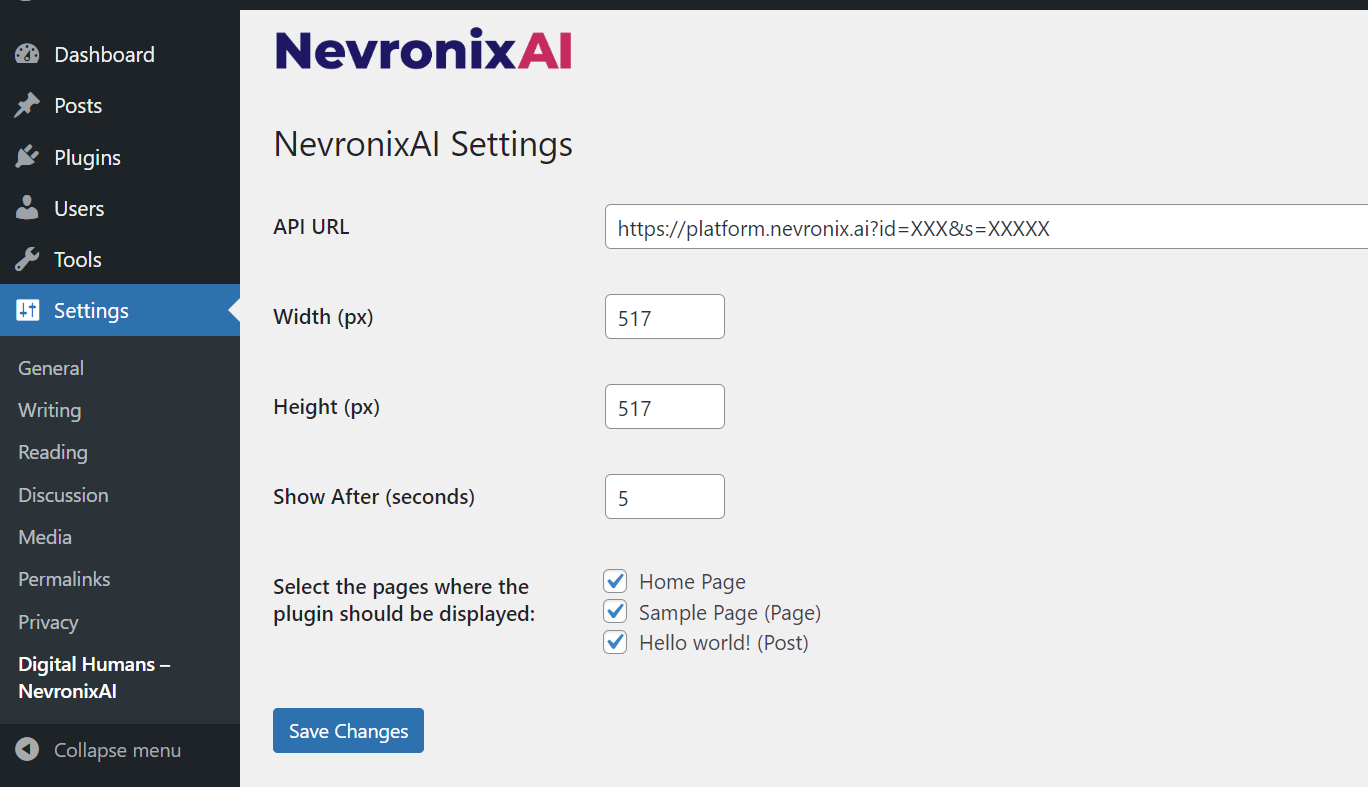 Dashboard
Posts
Plugins
Users
Tools
Settings
General
Writing
Reading
Discussion
Media
Permalinks
Privacy
Digital Humans –
NevronixAI
Collapse menu
NevronixAI
NevronixAI Settings
API URL
https://platform.nevronix.ai?id=XXX&s=XXXXX
Width (px)
517
Height (px)
517
Show After (seconds)
5
Select the pages where the
plugin should be displayed:
Home Page
Sample Page (Page)
Hello world! (Post)
Save Changes